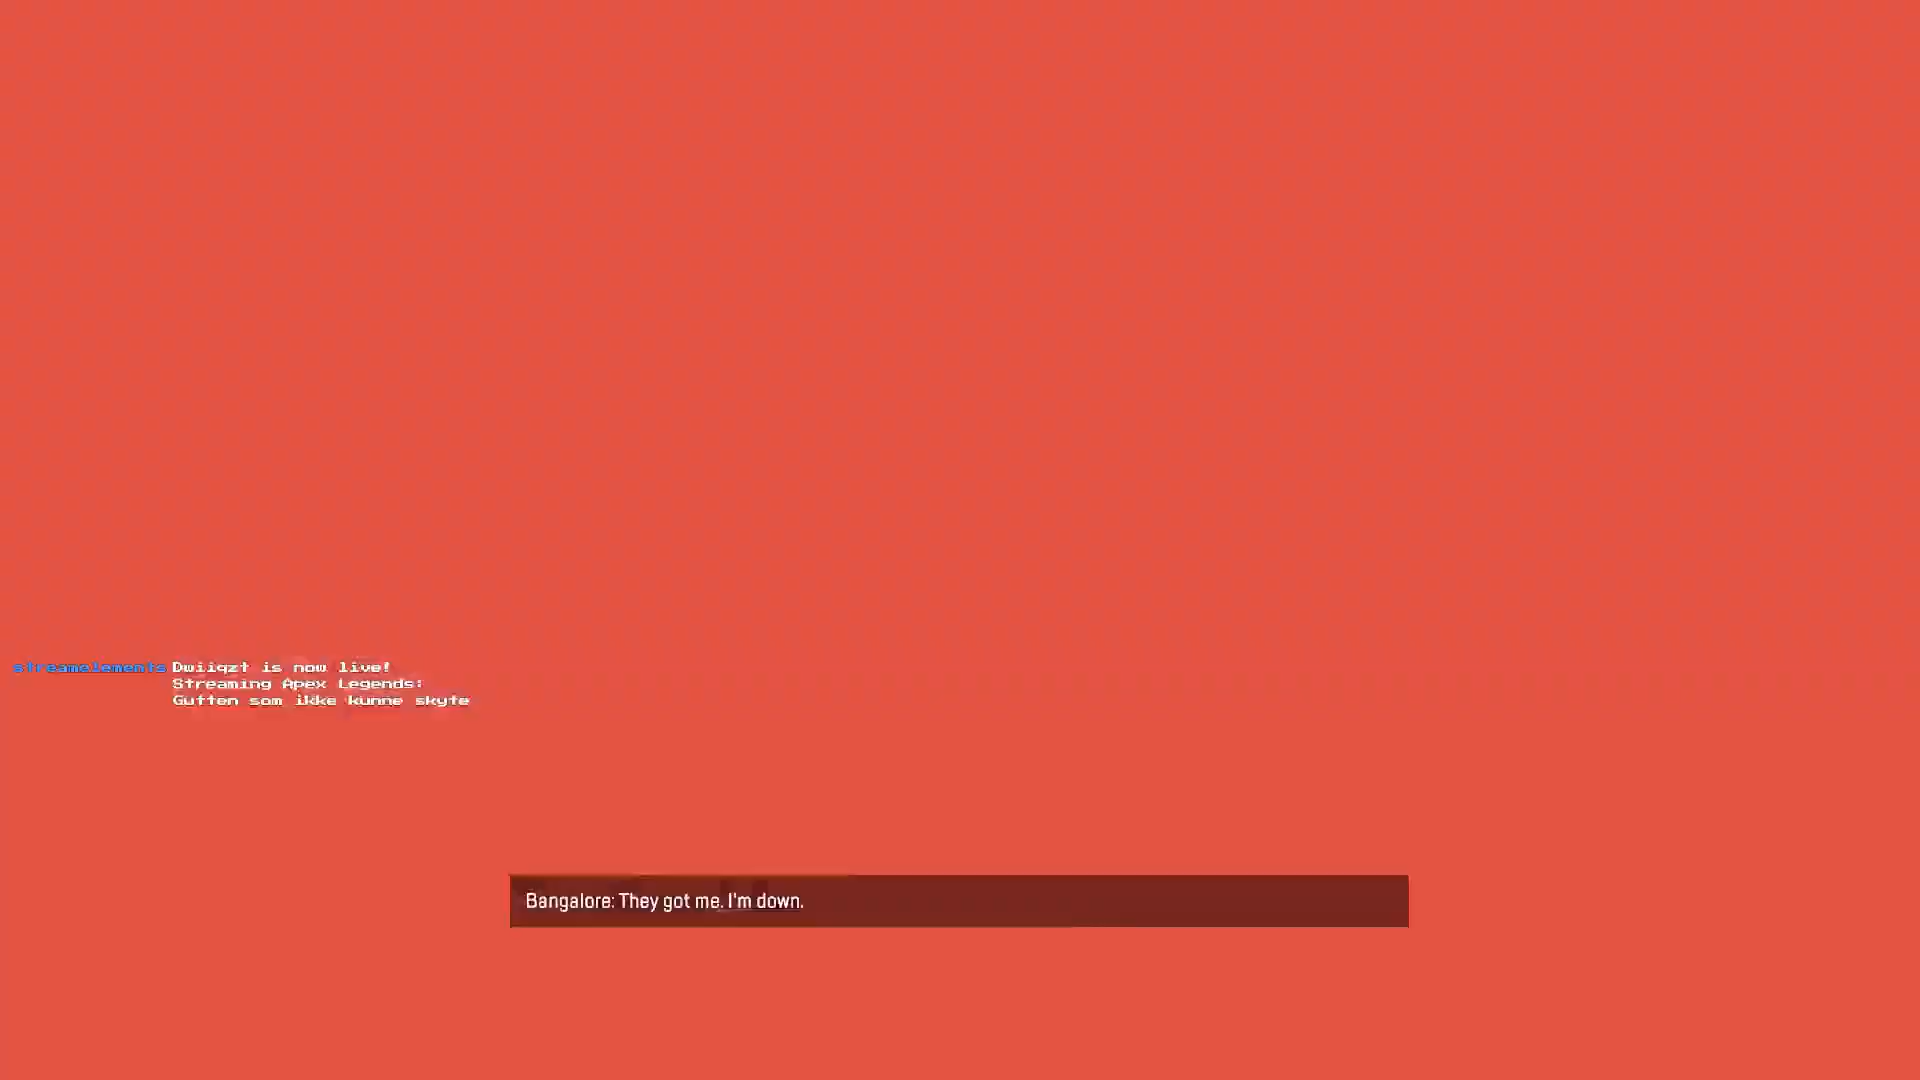 streamelements Dwiiqzt is now live!
Streaming Apex Legends:
Gutten som ikke kunne skyte
Bangalore: They got me. I'm down.